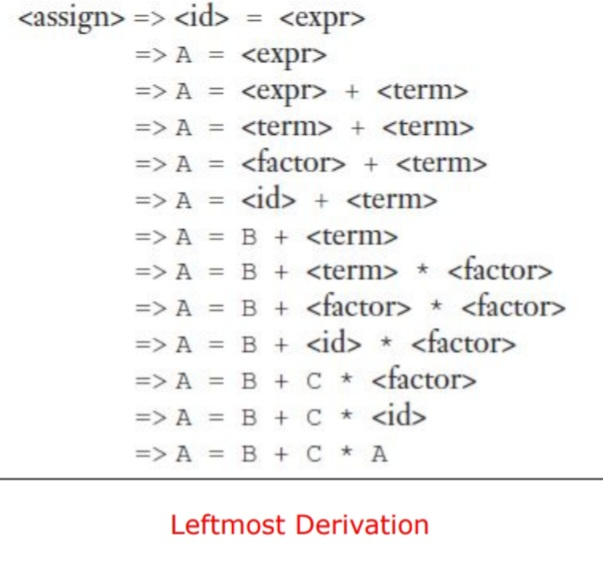 <assign> => <id> = <expr>
=> A = <expr>
=> A = <expr> + <term>
=> A = <term> + <term>
=> A = <factor> + <term>
=> A = <id> + <term>
=> A = B + <term>
=> A = B + <term> * <factor>
=> A = B + <factor> * <factor>
=> A = B + <id> * <factor>
=> A = B + C * <factor>
=> A = B + C * <id>
=> A = B + C * A
Leftmost Derivation